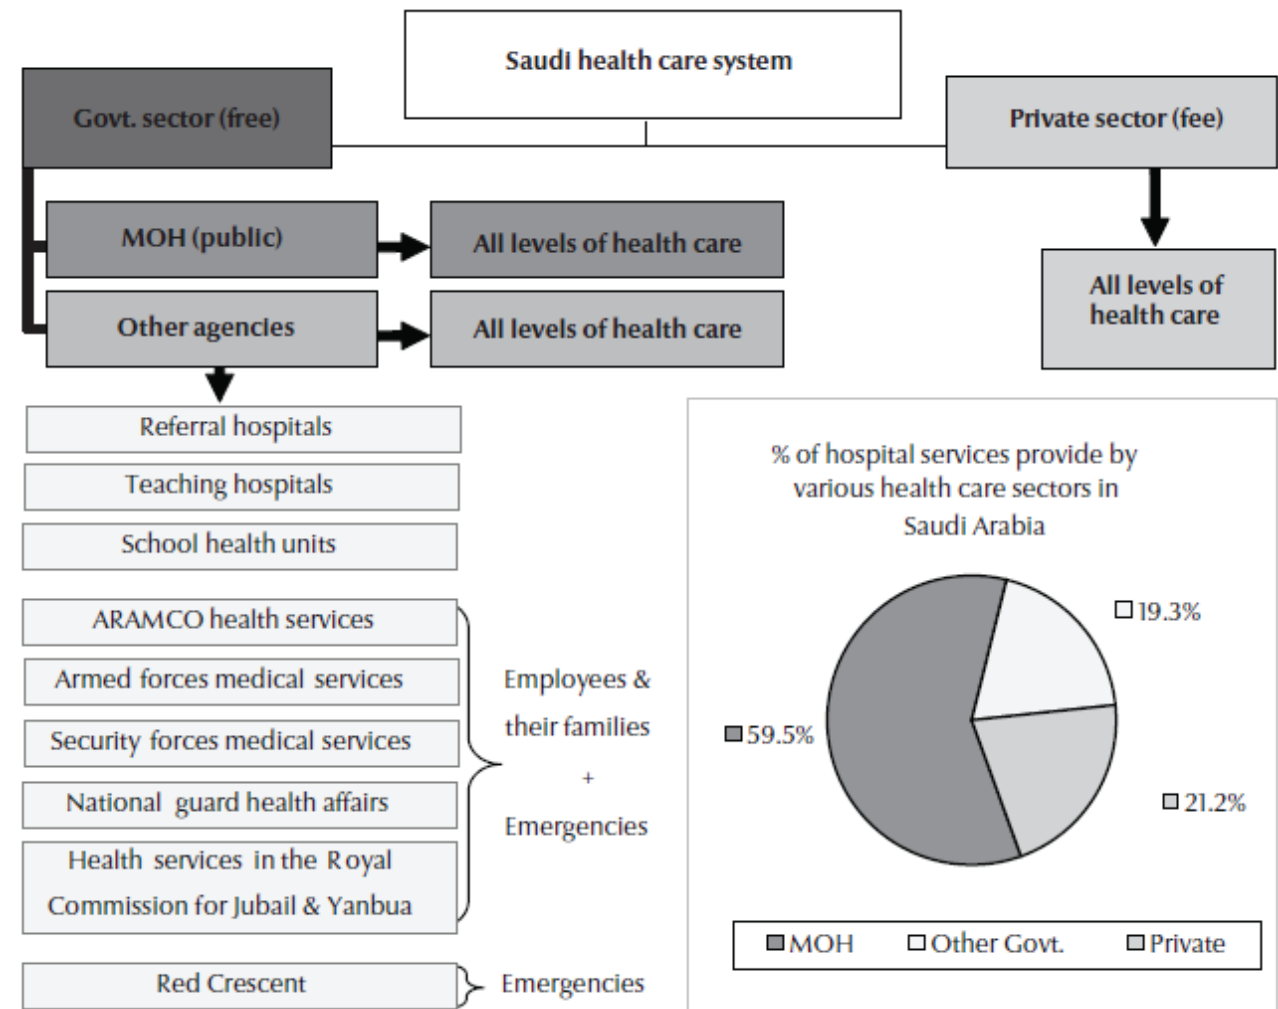 Saudi health care system
Govt. sector (free)
Private sector (fee)
MOH (public)
All levels of health care
Other agencies
All levels of health care
All levels of
health care
Referral hospitals
Teaching hospitals
School health units
ARAMCO health services
Armed forces medical services
Security forces medical services
National guard health affairs
Health services in the Royal
Commission for Jubail & Yanbua
Employees &
their families
+
Emergencies
Red Crescent
Emergencies
% of hospital services provide by
various health care sectors in
Saudi Arabia
19.3%
59.5%
21.2%
MOH
Other Govt.
Private